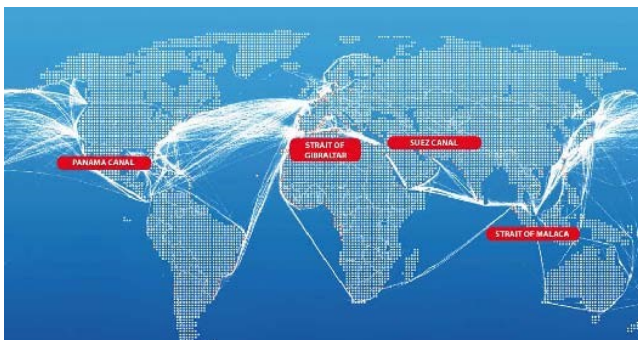 PANAMA CANAL
STRAIT OF
GIBRALTAR
SUEZ CANAL
STRAIT OF MALACA